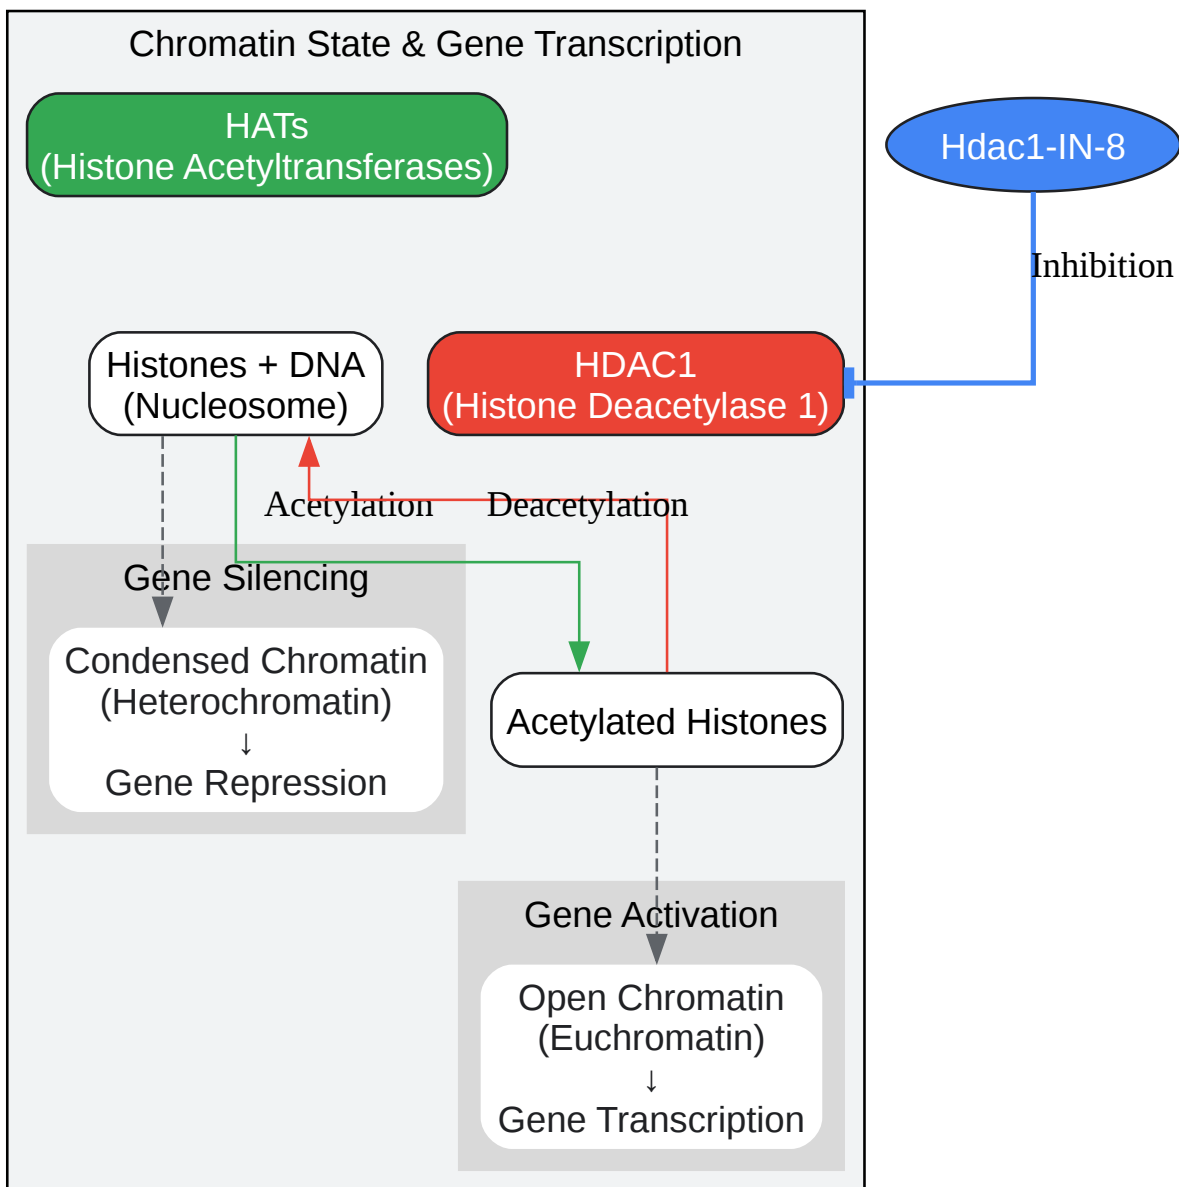 Chromatin State & Gene Transcription
HATs
(Histone Acetyltransferases)
Hdac1-IN-8
Inhibition
Histones + DNA
(Nucleosome)
HDAC1
(Histone Deacetylase 1)
Acetylation
Deacetylation
Gene Silencing
Condensed Chromatin
(Heterochromatin)
↓
Gene Repression
Acetylated Histones
Gene Activation
Open Chromatin
(Euchromatin)
↓
Gene Transcription